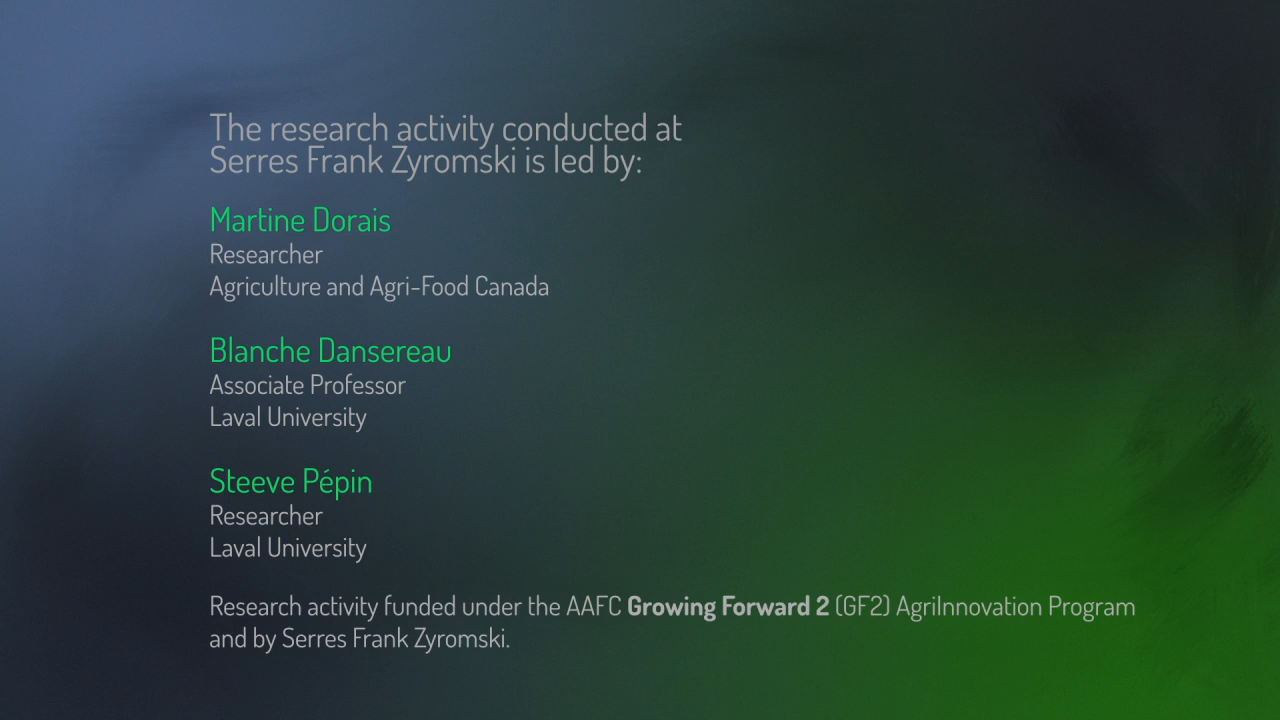 The research activity conducted at
Serres Frank Zyromski is led by:
Martine Dorais
Researcher
Agriculture and Agri-Food Canada
Blanche Dansereau
Associate Professor
Laval University
Steeve Pépin
Researcher
Laval University
Research activity funded under the AAFC Growing Forward 2 (GF2) AgriInnovation Program
and by Serres Frank Zyromski.